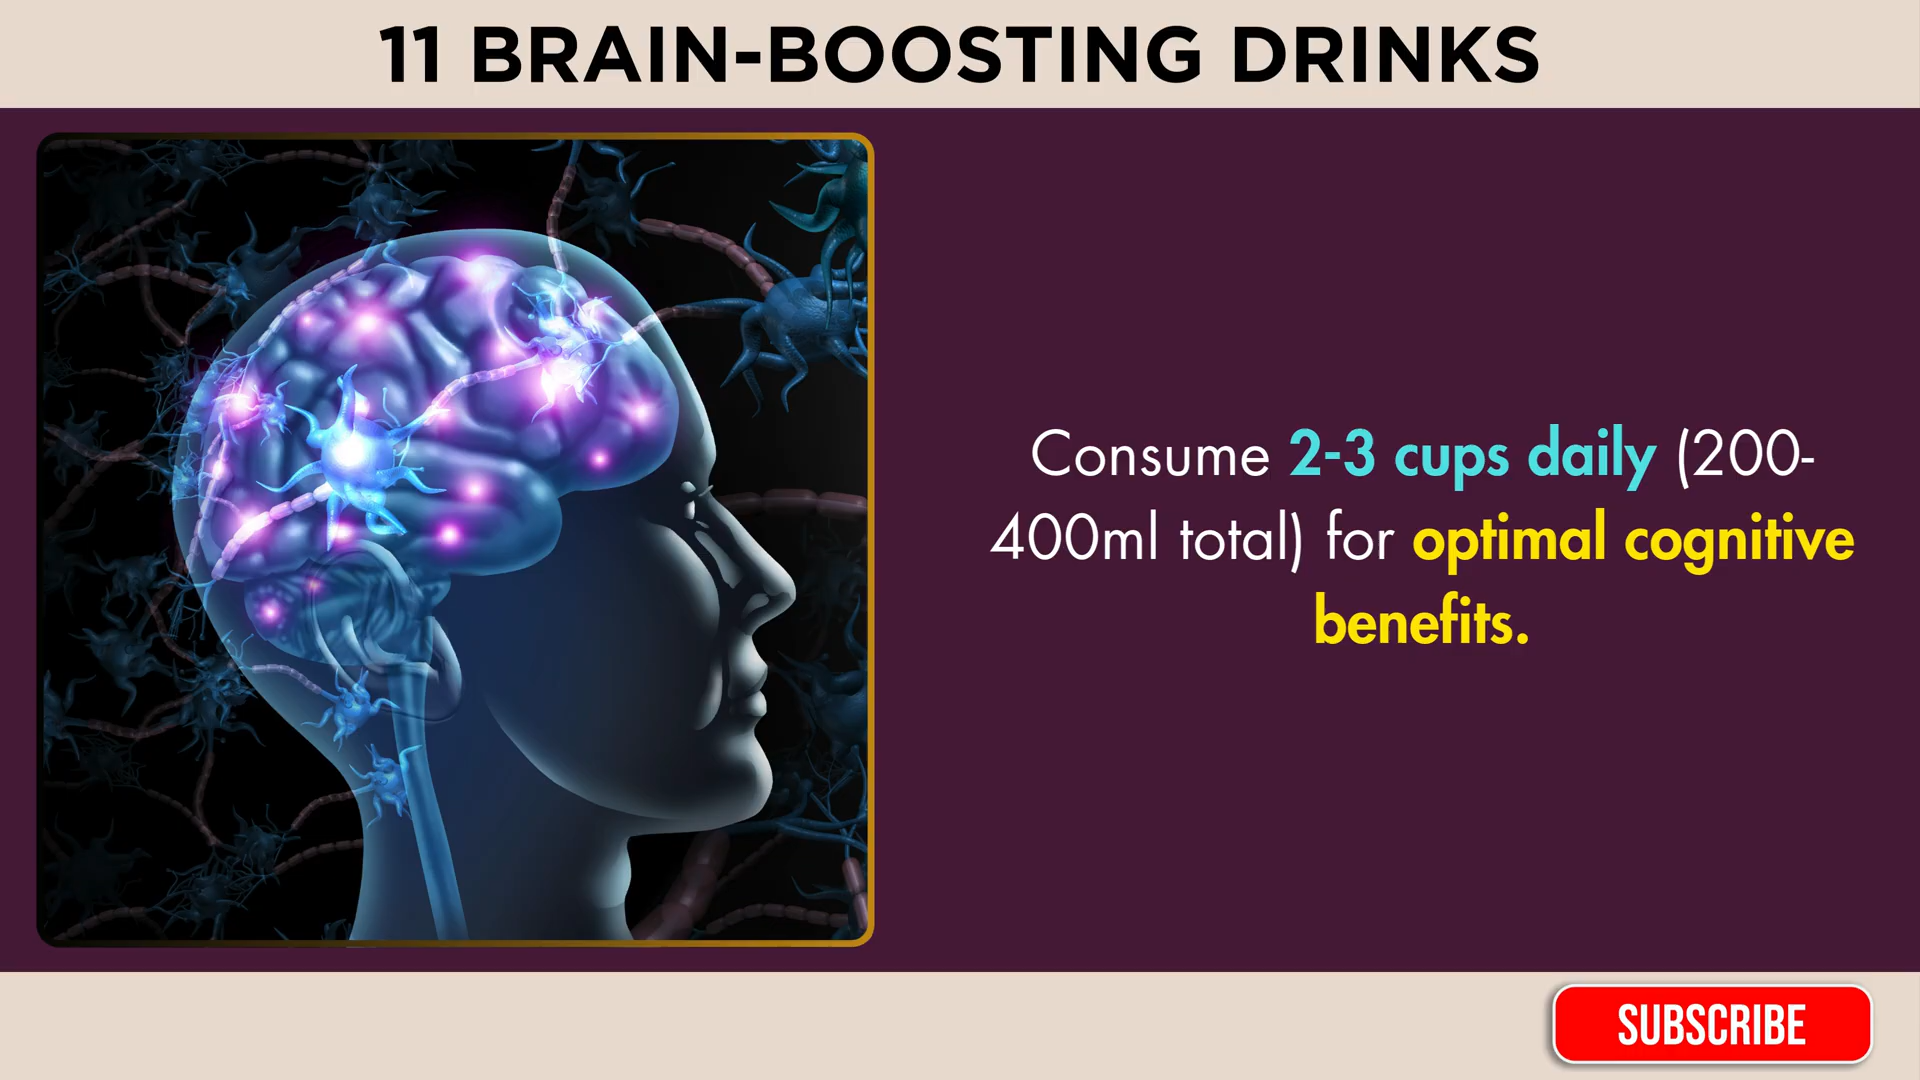 11 BRAIN-BOOSTING DRINKS
Consume 2-3 cups daily (200-
400ml total) for optimal cognitive
benefits.
SUBSCRIBE